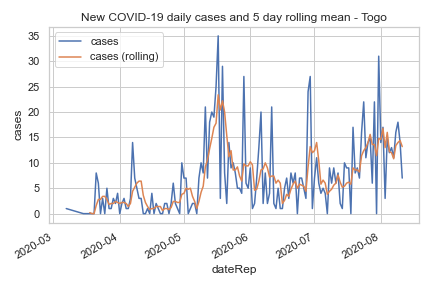 New COVID-19 daily cases and 5 day rolling mean - Togo
cases
cases (rolling)
cases
35
30
25
20
15
10
5
0
2020-03
2020-04
2020-05
2020-06
2020-07
2020-08
dateRep